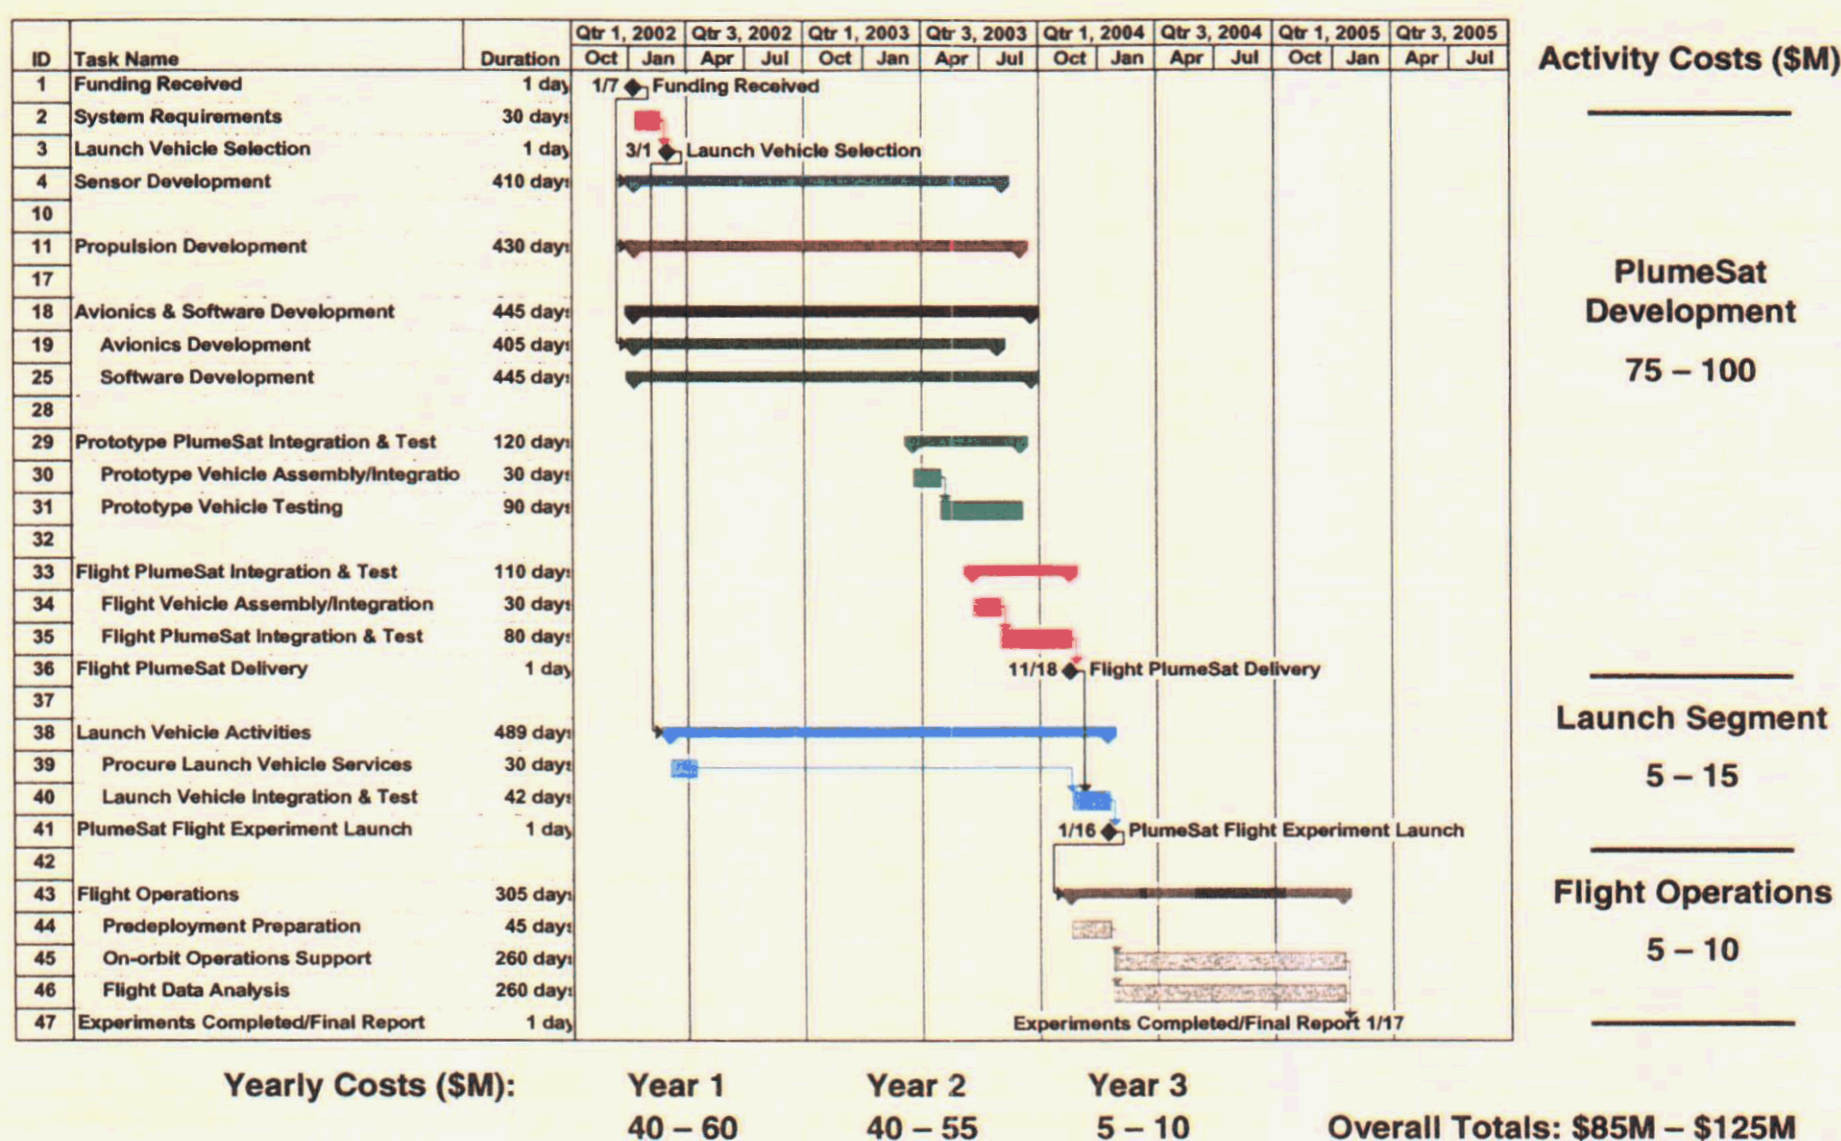 Qtr 1, 2002 Qtr 3, 2002 Qtr 1, 2003 Qtr 3, 2003 Qtr 1, 2004 Qtr 3, 2004 Qtr 1, 2005 Qtr 3, 2005
ID Task Name Duration Oct Jan Apr Jul Oct Jan Apr Jul Oct Jan Apr Jul Oct Jan Apr Jul
Activity Costs ($M)
1 Funding Received 1 day 1/7 Funding Received
2 System Requirements 30 days
3 Launch Vehicle Selection 1 day 3/1 Launch Vehicle Selection
4 Sensor Development 410 days
10
11 Propulsion Development 430 days
17
18 Avionics & Software Development 445 days
19 Avionics Development 405 days
25 Software Development 445 days
28
29 Prototype PlumeSat Integration & Test 120 days
30 Prototype Vehicle Assembly/Integratio 30 days
31 Prototype Vehicle Testing 90 days
32
33 Flight PlumeSat Integration & Test 110 days
34 Flight Vehicle Assembly/Integration 30 days
35 Flight PlumeSat Integration & Test 80 days
36 Flight PlumeSat Delivery 1 day 11/18 Flight PlumeSat Delivery
37
38 Launch Vehicle Activities 489 days
39 Procure Launch Vehicle Services 30 days
40 Launch Vehicle Integration & Test 42 days
41 PlumeSat Flight Experiment Launch 1 day 1/16 PlumeSat Flight Experiment Launch
42
43 Flight Operations 305 days
44 Predeployment Preparation 45 days
45 On-orbit Operations Support 260 days
46 Flight Data Analysis 260 days
47 Experiments Completed/Final Report 1 day Experiments Completed/Final Report 1/17
PlumeSat
Development
75 – 100
Launch Segment
5 – 15
Flight Operations
5 – 10
Yearly Costs ($M): Year 1 Year 2 Year 3
40 – 60 40 – 55 5 – 10 Overall Totals: $85M – $125M